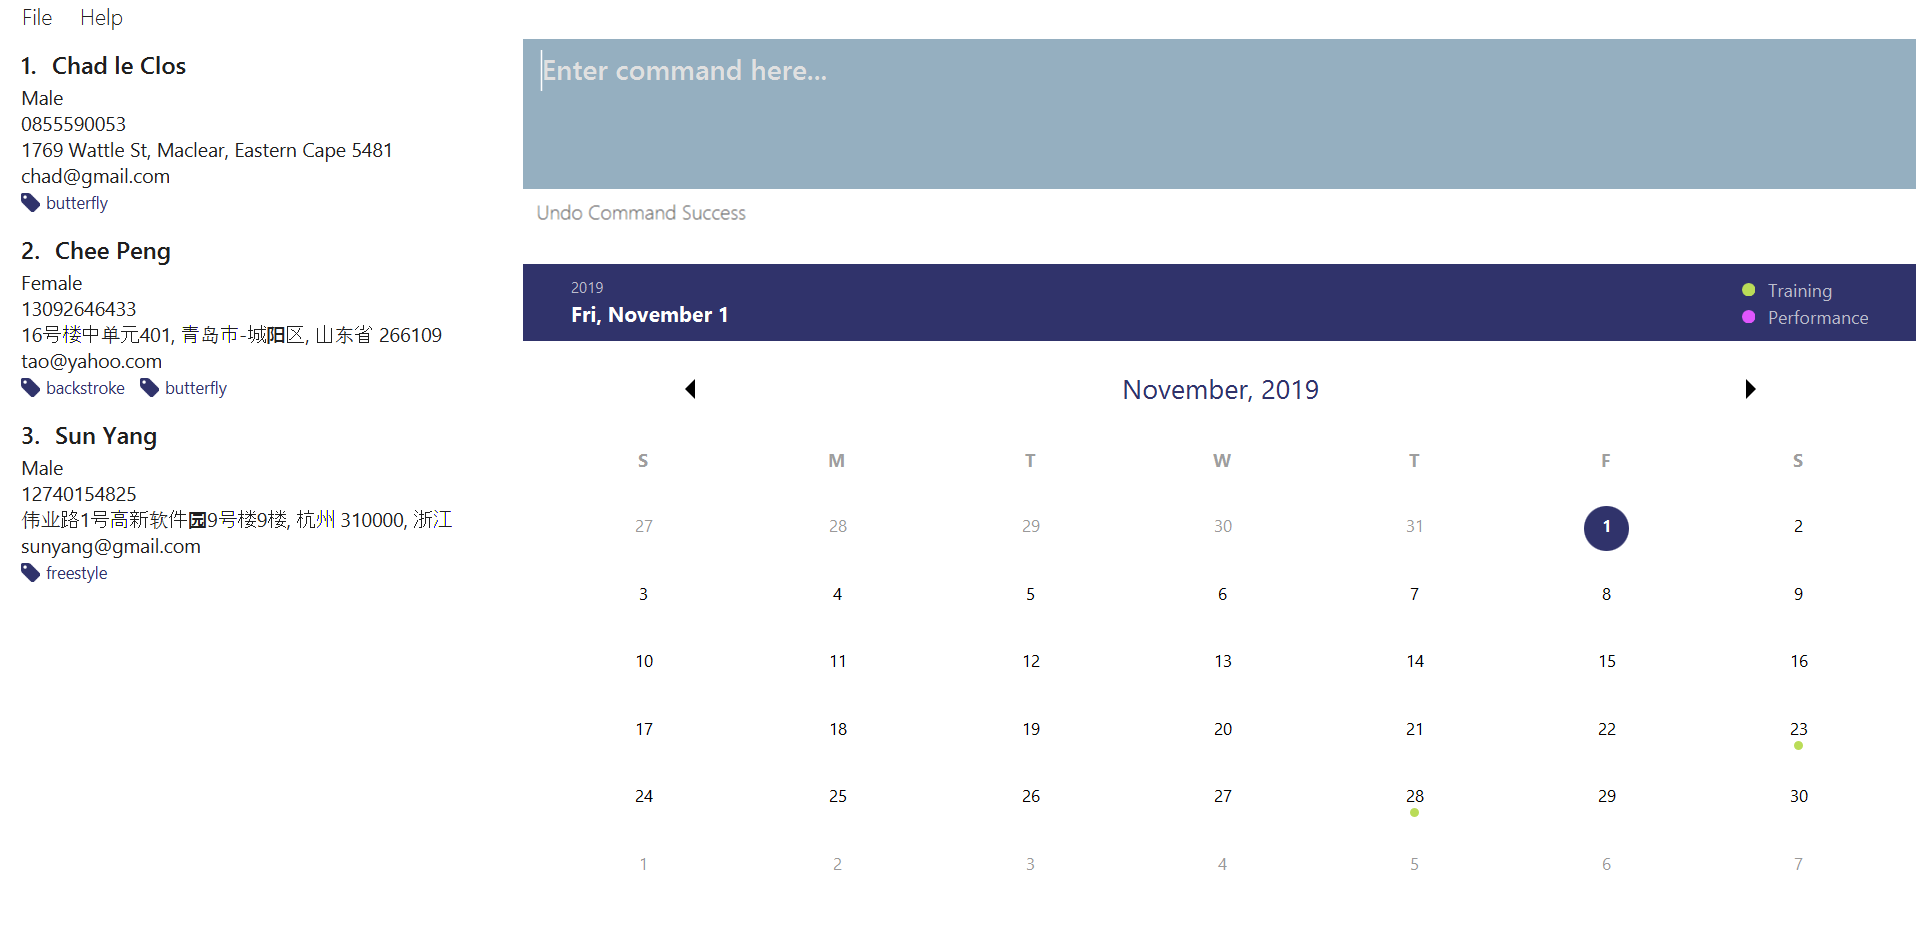 File Help
1. Chad le Clos
Male
0855590053
1769 Wattle St, Maclear, Eastern Cape 5481
chad@gmail.com
butterfly
2. Chee Peng
Female
13092646433
16号楼中单元401, 青岛市-城阳区, 山东省 266109
tao@yahoo.com
backstroke butterfly
3. Sun Yang
Male
12740154825
伟业路1号高新软件园9号楼9楼, 杭州 310000, 浙江
sunyang@gmail.com
freestyle
Enter command here...
Undo Command Success
2019
Fri, November 1
Training
Performance
November, 2019
S M T W T F S
27 28 29 30 31 1 2
3 4 5 6 7 8 9
10 11 12 13 14 15 16
17 18 19 20 21 22 23
24 25 26 27 28 29 30
1 2 3 4 5 6 7